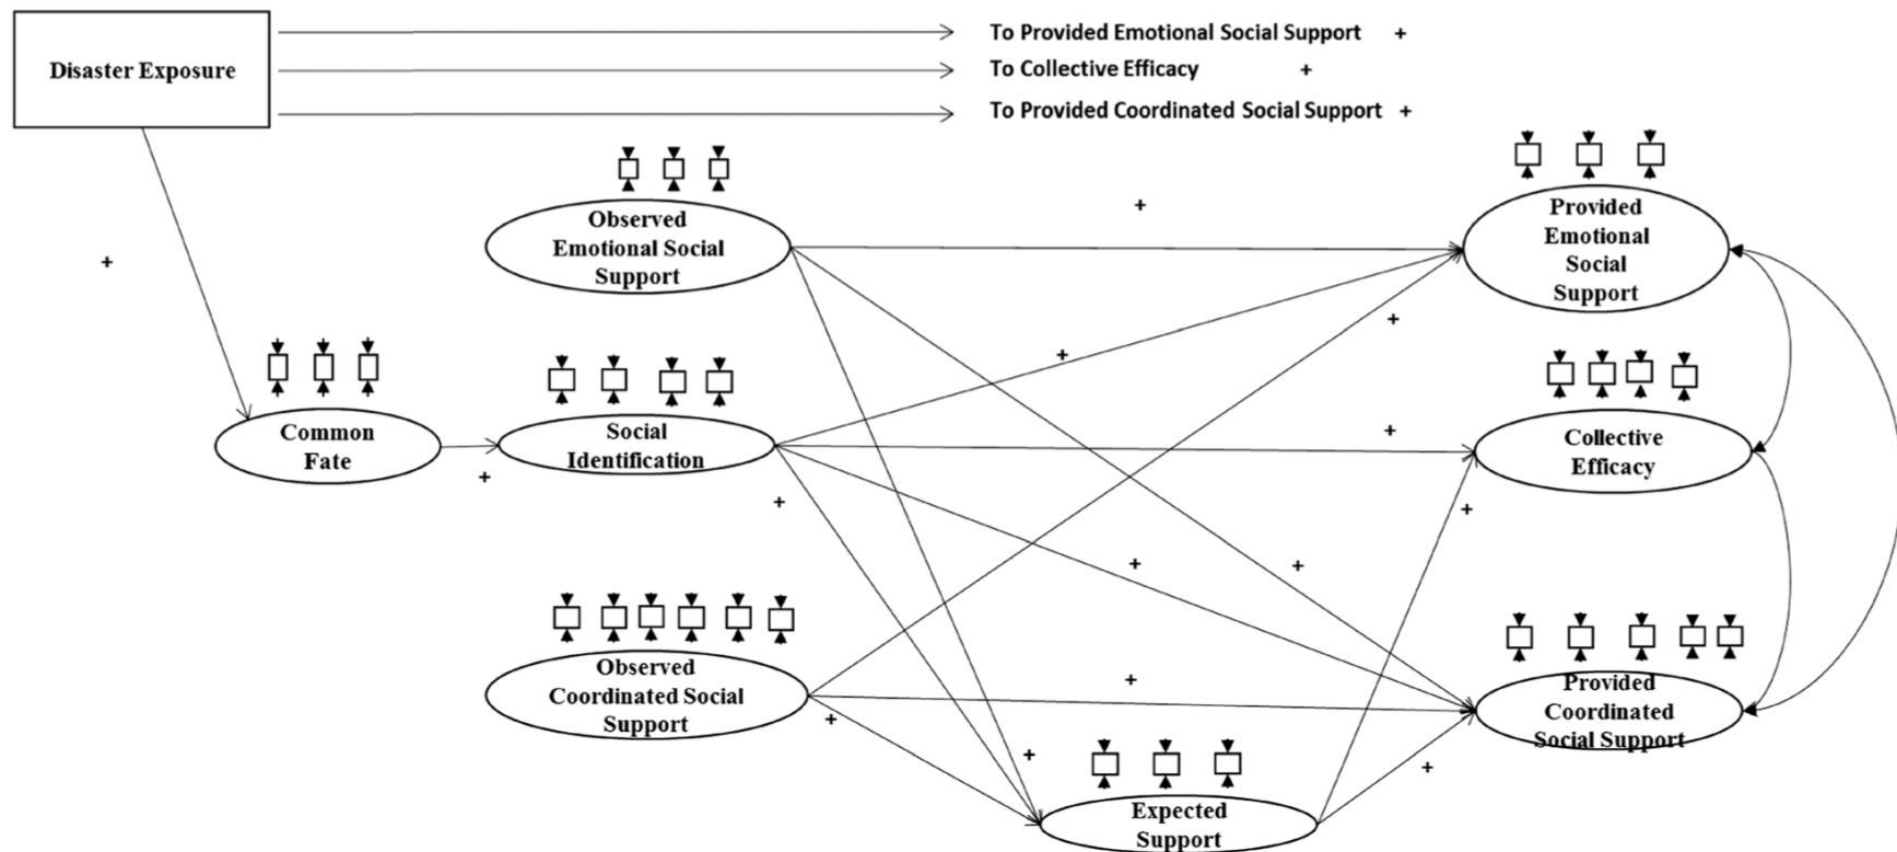 Disaster Exposure
To Provided Emotional Social Support +
To Collective Efficacy +
To Provided Coordinated Social Support +
Observed
Emotional Social
Support
+
Provided
Emotional
Social
Support
+
+
+
Common
Fate
+
Social
Identification
+
+
Collective
Efficacy
+
+
+
+
Observed
Coordinated Social
Support
+
+
Provided
Coordinated
Social Support
+
+
Expected
Support